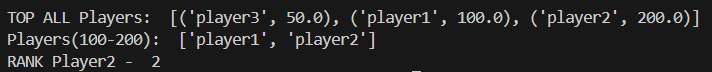 TOP ALL Players:  [('player3', 50.0), ('player1', 100.0), ('player2', 200.0)]
Players(100-200):  ['player1', 'player2']
RANK Player2 -  2